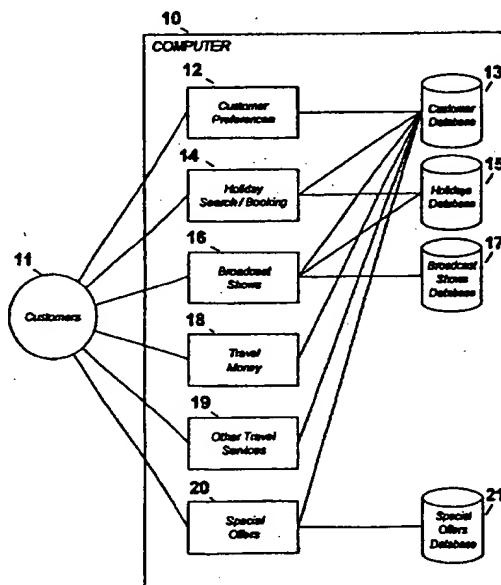 10
COMPUTER
12
Customer
Preferences
13
Customer
Database
14
Holiday
Search / Booking
15
Holidays
Database
11
Customers
16
Broadcast
Shows
17
Broadcast
Shows
Database
18
Travel
Money
19
Other Travel
Services
20
Special
Offers
21
Special
Offers
Database